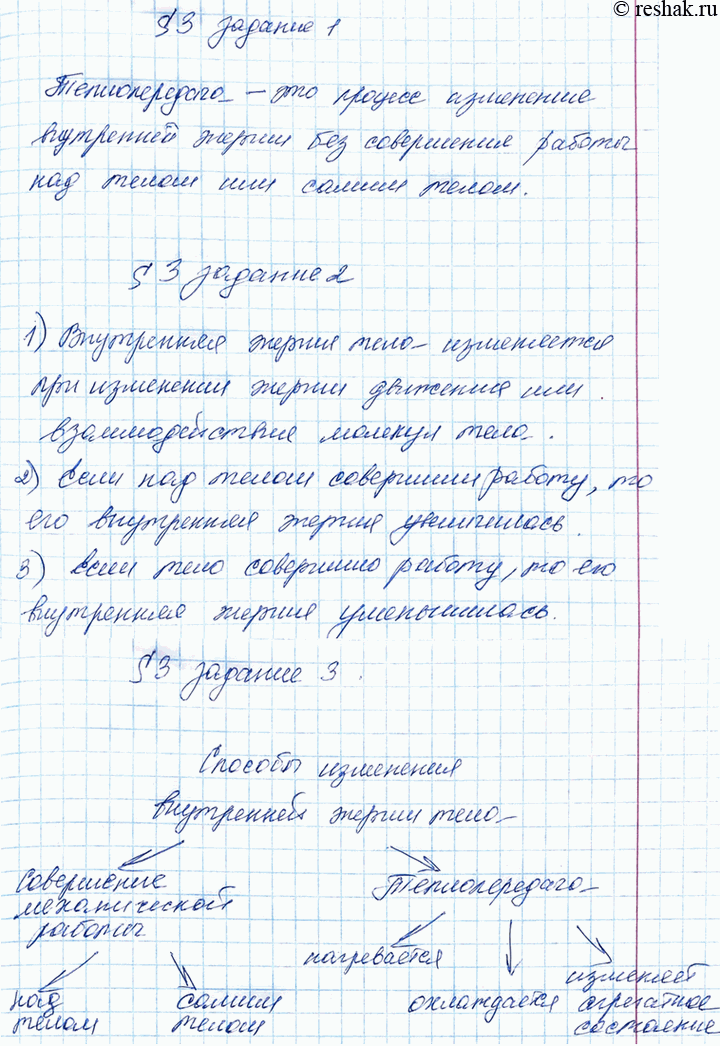 © reshak.ru
§3 задание 1
Теплопередача – это процесс изменение
внутренней энергии без совершения работы
над телом или самим телом.
§3 задание 2
1) Внутренняя энергия тела изменяется
при изменении энергии движения или
взаимодействия молекул тела.
2) Если над телом совершили работу, то
его внутренняя энергия увеличилась.
3) Если тело совершило работу, то его
внутренняя энергия уменьшилась.
§3 задание 3.
Способы изменения
внутренней энергии тела
Совершение
механической
работы
Теплопередача
над
телом
самим
телом
нагревается
охлаждается
изменяет
агрегатное
состояние